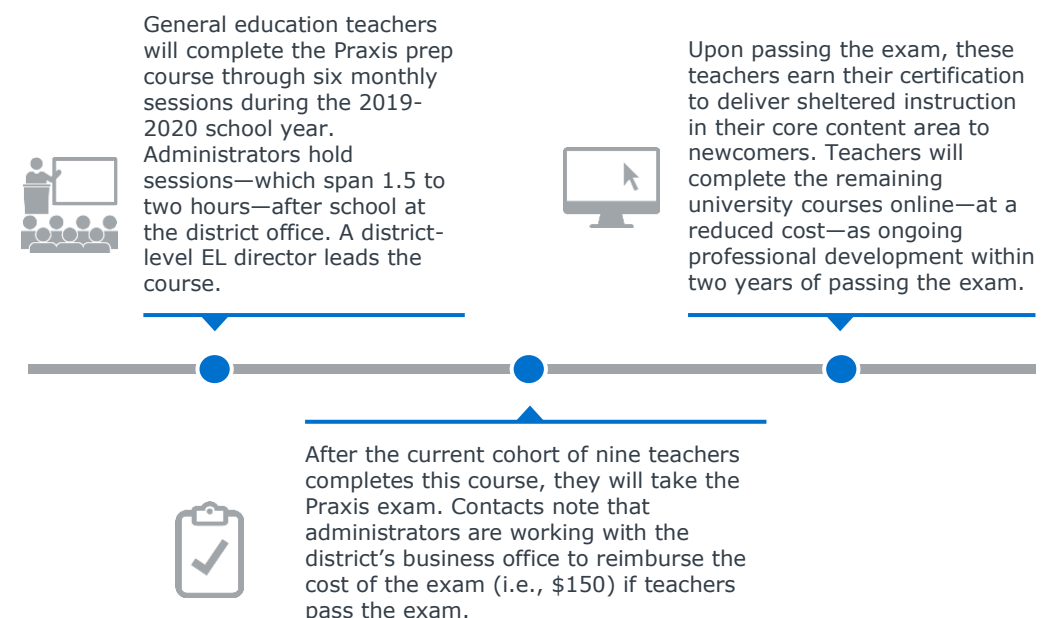 General education teachers
will complete the Praxis prep
course through six monthly
sessions during the 2019-
2020 school year.
Administrators hold
sessions—which span 1.5 to
two hours—after school at
the district office. A district-
level EL director leads the
course.
After the current cohort of nine teachers
completes this course, they will take the
Praxis exam. Contacts note that
administrators are working with the
district’s business office to reimburse the
cost of the exam (i.e., $150) if teachers
pass the exam.
Upon passing the exam, these
teachers earn their certification
to deliver sheltered instruction
in their core content area to
newcomers. Teachers will
complete the remaining
university courses online—at a
reduced cost—as ongoing
professional development within
two years of passing the exam.